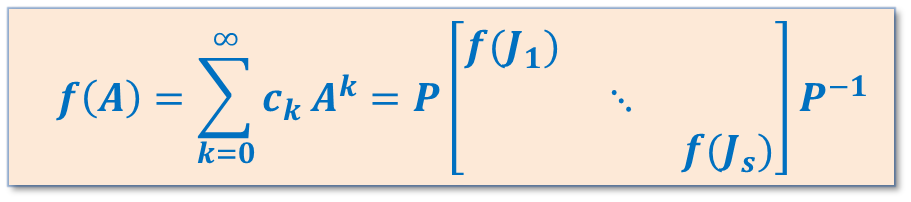 f(A) = ∑_{k=0}^{∞} c_k A^k = P [f(J_1) ⋱ f(J_s)] P^{-1}